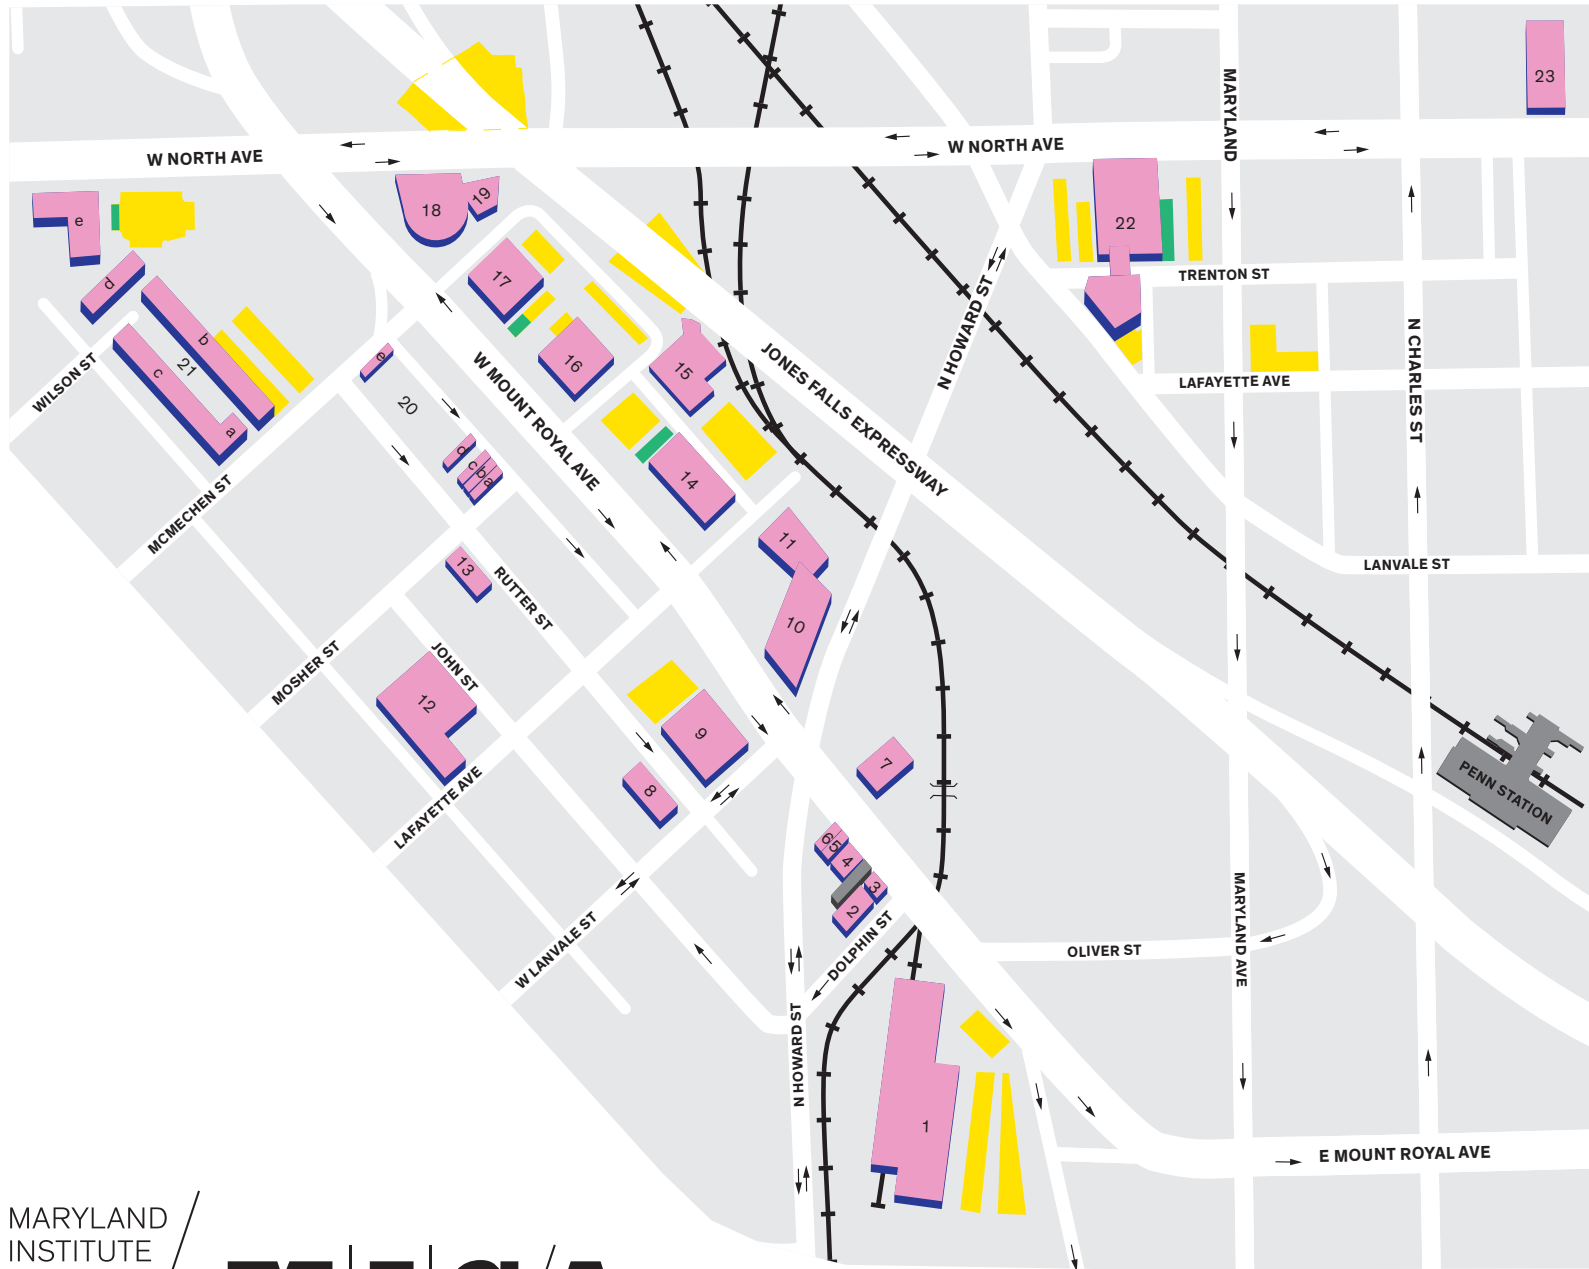 23
MARYLAND
W NORTH AVE
W NORTH AVE
18
19
e
22
d
17
TRENTON ST
N HOWARD ST
b
16
15
JONES FALLS EXPRESSWAY
N CHARLES ST
WILSON ST
c
21
e
W MOUNT ROYAL AVE
LAFAYETTE AVE
20
a
d
c
b
a
14
MCMECHEN ST
11
13
RUTTER ST
LANVALE ST
10
MOSHER ST
JOHN ST
12
9
7
8
PENN STATION
LAFAYETTE AVE
6
5
4
3
2
W LANVALE ST
DOLPHIN ST
MARYLAND AVE
OLIVER ST
N HOWARD ST
1
E MOUNT ROYAL AVE
MARYLAND
INSTITUTE